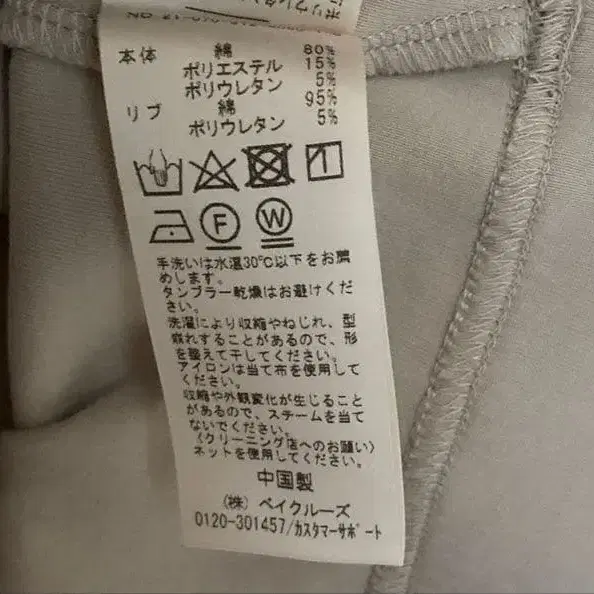 本体 綿 80%
ポリエステル 15%
ポリウレタン 5%
リブ 綿 95%
ポリウレタン 5%
F W
手洗いは水温30℃以下をお薦
めします。
タンブラー乾燥はお避けくだ
さい。
洗濯により収縮やねじれ、型
崩れすることがあるので、形
を整えて干してください。
アイロンは当て布を使用して
ください。
収縮や外観変化が生じること
があるので、スチームを当て
ないでください。
〈クリーニング店へのお願い〉
ネットを使用してください。
中国製
(株) ベイクルーズ
0120-301457/カスタマーサポート